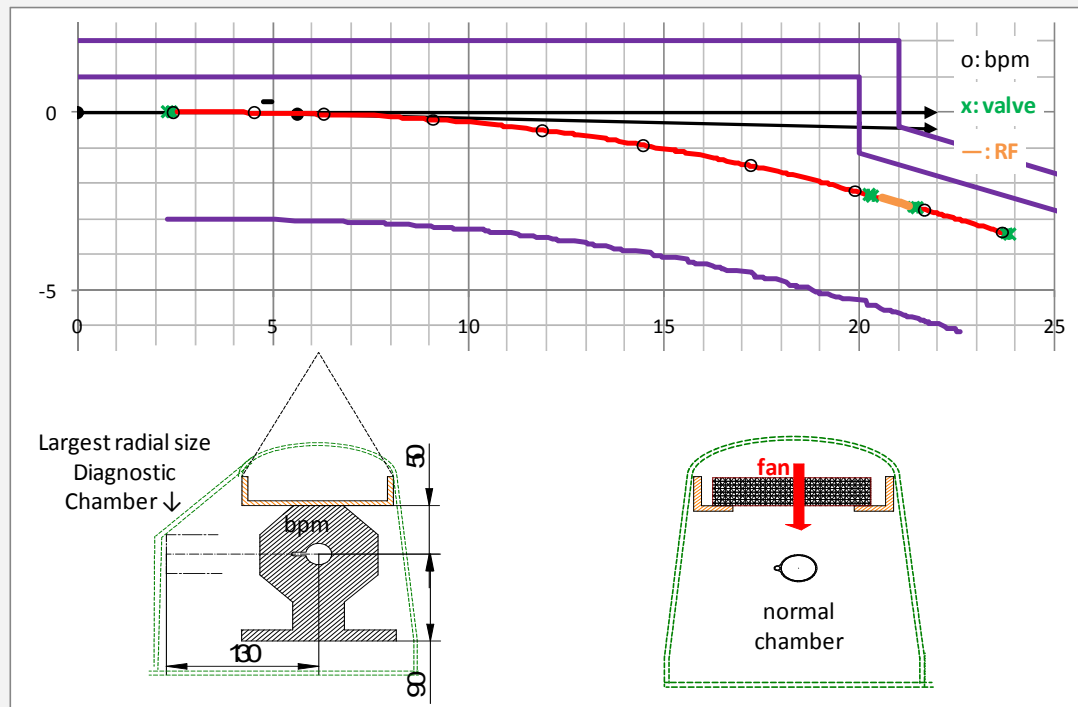 o: bpm
0
x: valve
—: RF
-5
0 5 10 15 20 25
Largest radial size
Diagnostic
Chamber ↓
50
bpm
130
90
fan
normal
chamber